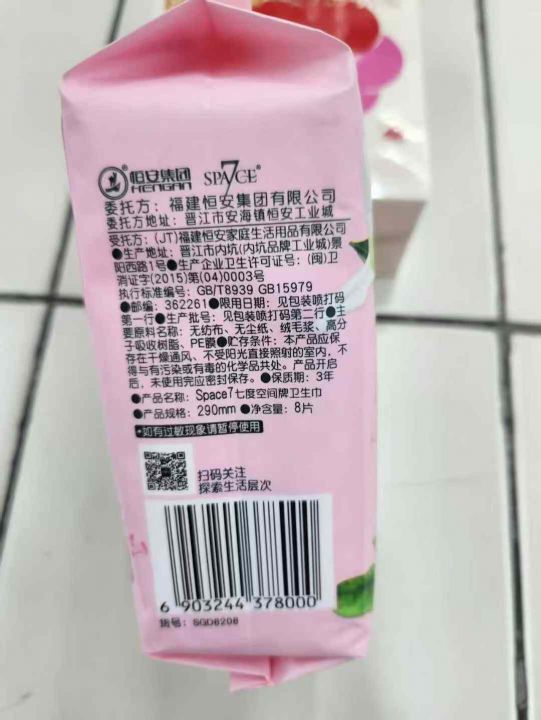 恒安集团
HENGAN
SPA7CE®
委托方：福建恒安集团有限公司
委托方地址：晋江市安海镇恒安工业城
受托方：(JT)福建恒安家庭生活用品有限公司
●生产地址：晋江市内坑(内坑品牌工业城)景
阳西路1号●生产企业卫生许可证号：(闽)卫
消证字(2015)第(04)0003号
执行标准编号：GB/T8939 GB15979
●邮编：362261●限用日期：见包装喷打码
第一行●生产批号：见包装喷打码第二行●主
要原料名称：无纺布、无尘纸、绒毛浆、高分
子吸收树脂、PE膜●贮存条件：本产品应保
存在干燥通风、不受阳光直接照射的室内，不
得与有污染或有毒的化学品共处。产品开启
后，未使用完应密封保存。●保质期：3年
●产品名称：Space7七度空间牌卫生巾
●产品规格：290mm●净含量：8片
·如有过敏现象请暂停使用
扫码关注
探索生活层次
6 903244 378000
货号：SQD8208